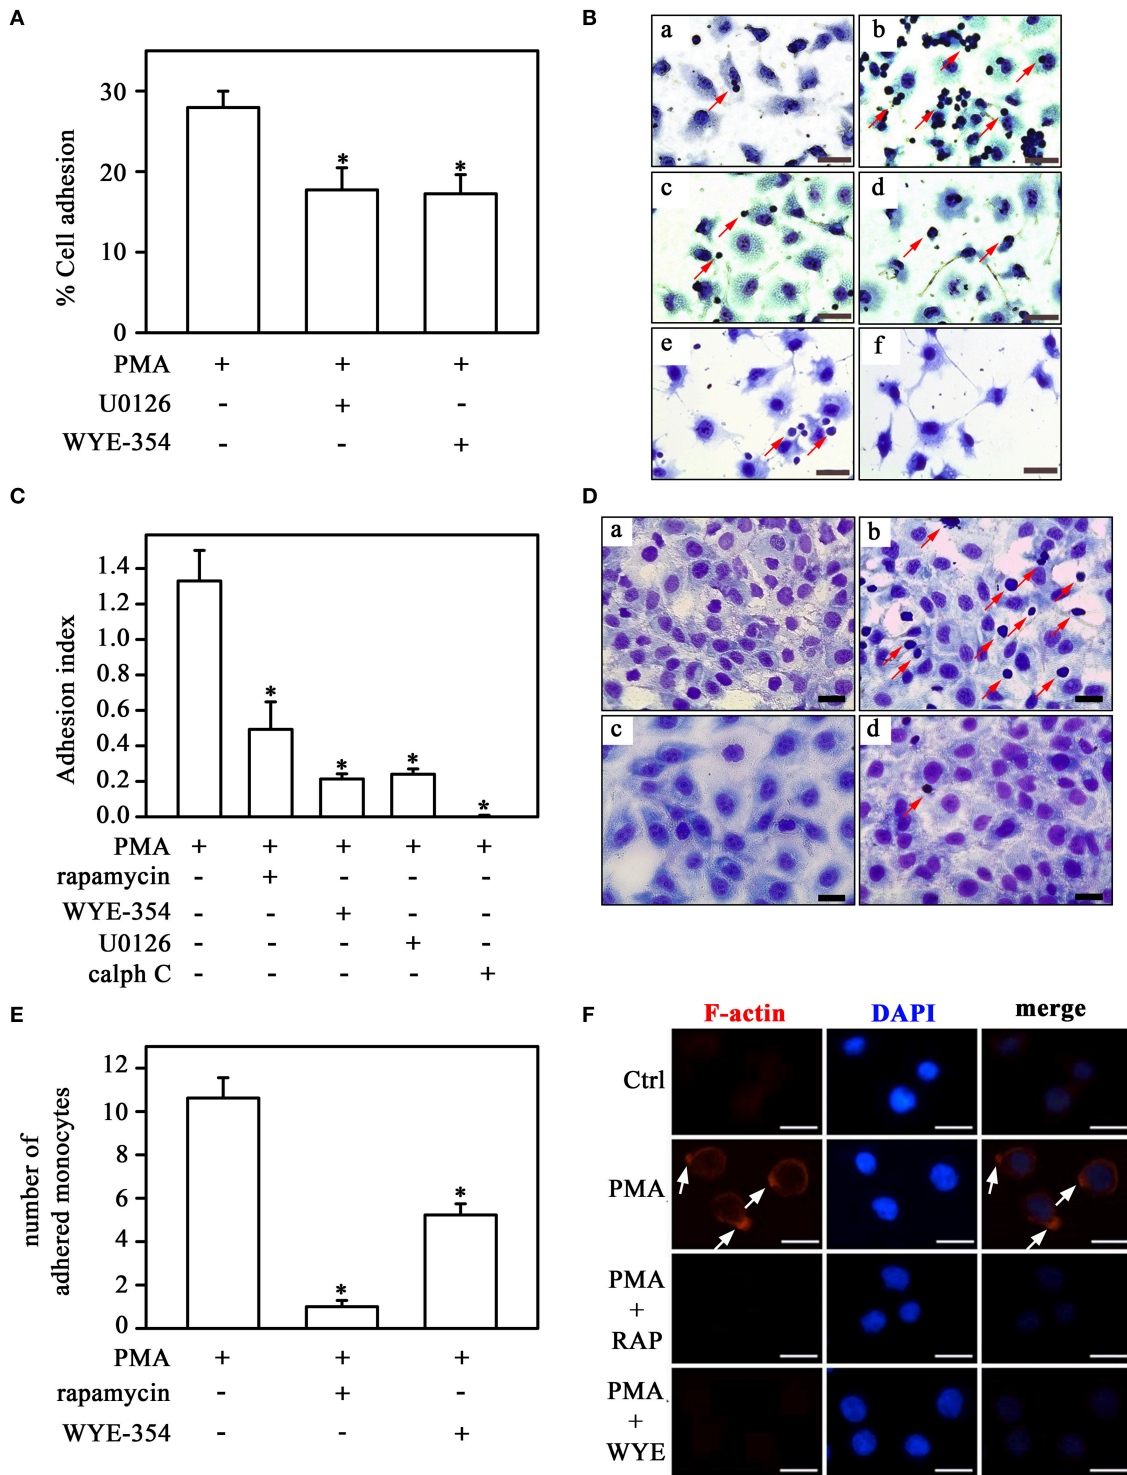 A
30
20
10
0
% Cell adhesion
* *
PMA + + +
U0126 - + -
WYE-354 - - +
B
a b
c d
e f
C
1.4
1.2
1.0
0.8
0.6
0.4
0.2
0.0
Adhesion index
* * * *
PMA + + + + +
rapamycin - + - - -
WYE-354 - - + - -
U0126 - - - + -
calph C - - - - +
D
a b
c d
E
12
10
8
6
4
2
0
number of
adhered monocytes
* *
PMA + + +
rapamycin - + -
WYE-354 - - +
F
F-actin DAPI merge
Ctrl
PMA
PMA
+
RAP
PMA
+
WYE